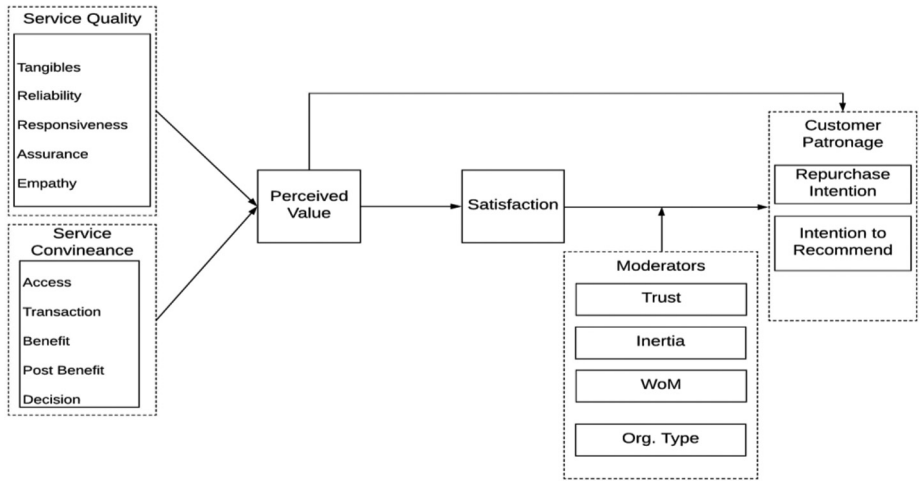 Service Quality
Tangibles
Reliability
Responsiveness
Assurance
Empathy
Service
Convineance
Access
Transaction
Benefit
Post Benefit
Decision
Perceived
Value
Satisfaction
Moderators
Trust
Inertia
WoM
Org. Type
Customer
Patronage
Repurchase
Intention
Intention to
Recommend